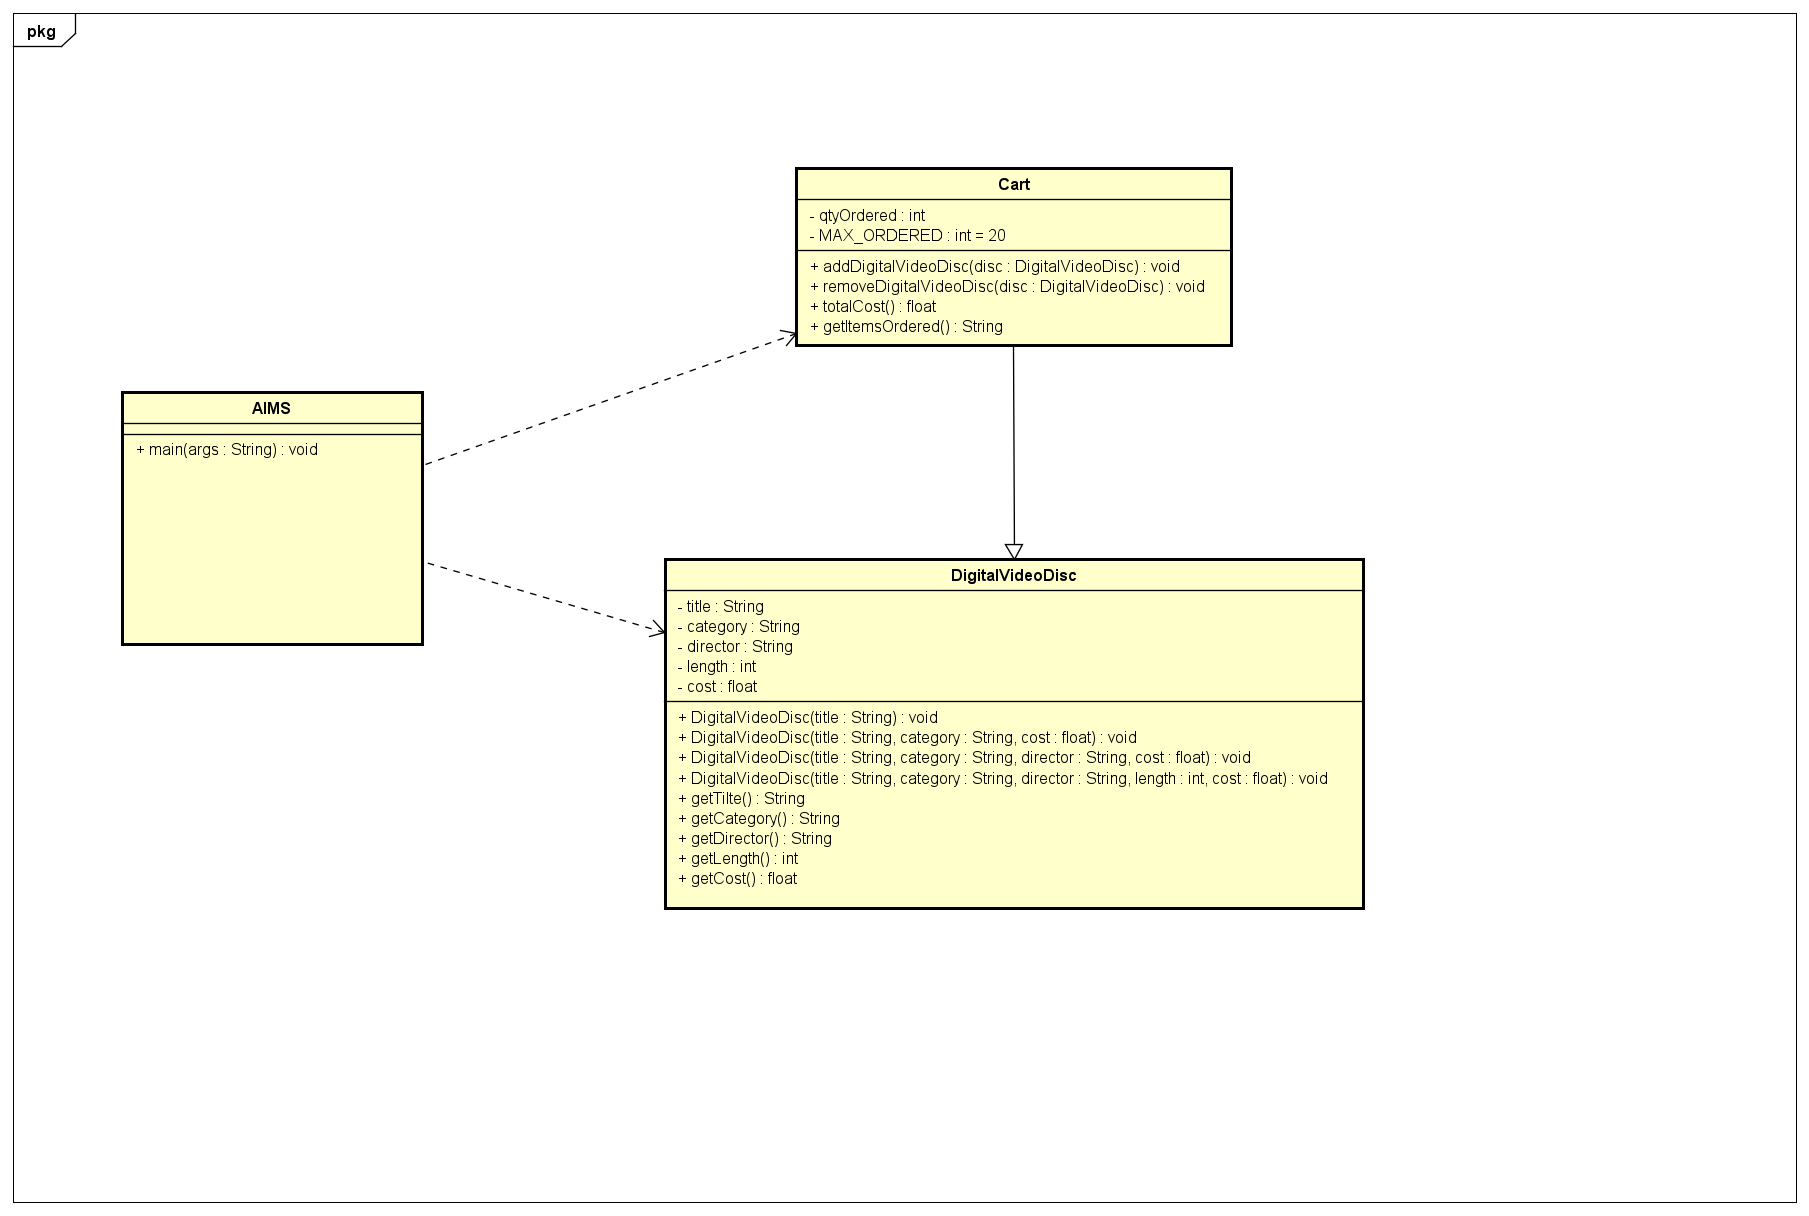 pkg
Cart
- qtyOrdered : int
- MAX_ORDERED : int = 20
+ addDigitalVideoDisc(disc : DigitalVideoDisc) : void
+ removeDigitalVideoDisc(disc : DigitalVideoDisc) : void
+ totalCost() : float
+ getItemsOrdered() : String
AIMS
+ main(args : String) : void
DigitalVideoDisc
- title : String
- category : String
- director : String
- length : int
- cost : float
+ DigitalVideoDisc(title : String) : void
+ DigitalVideoDisc(title : String, category : String, cost : float) : void
+ DigitalVideoDisc(title : String, category : String, director : String, cost : float) : void
+ DigitalVideoDisc(title : String, category : String, director : String, length : int, cost : float) : void
+ getTilte() : String
+ getCategory() : String
+ getDirector() : String
+ getLength() : int
+ getCost() : float